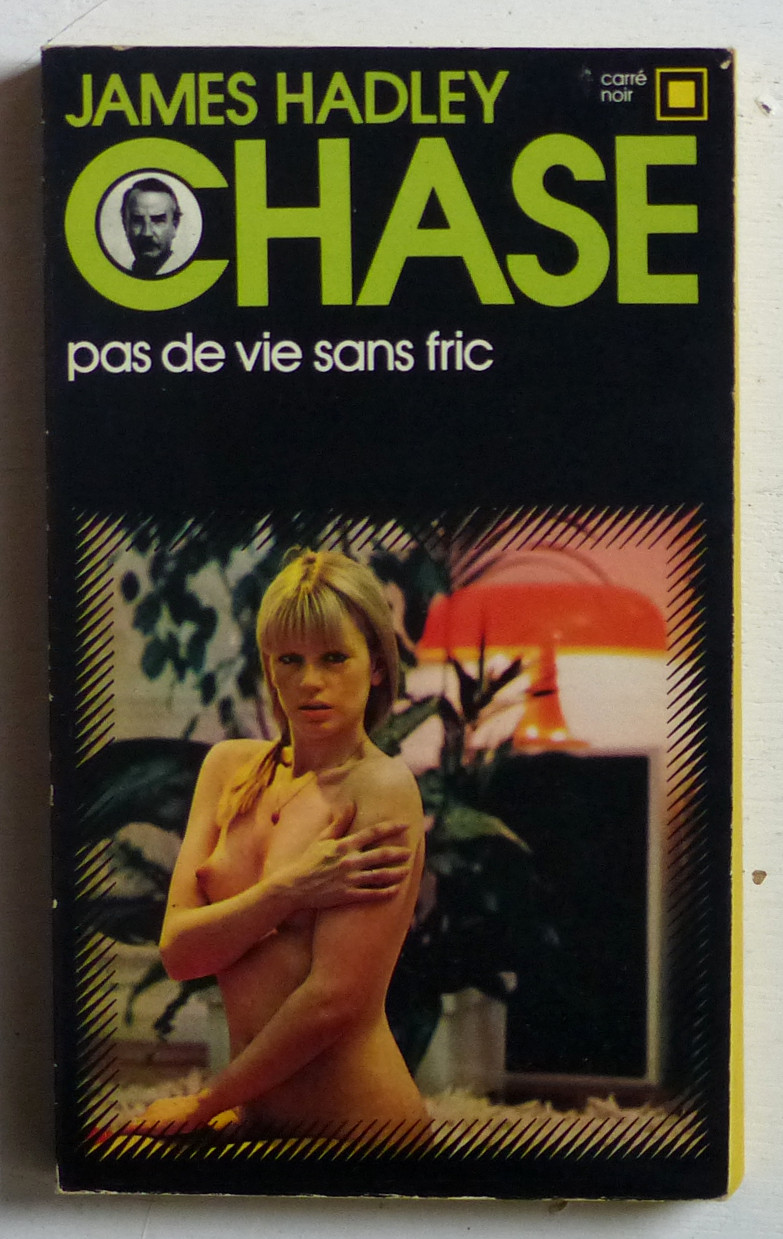 JAMES HADLEY
carré
noir
CHASE
pas de vie sans fric